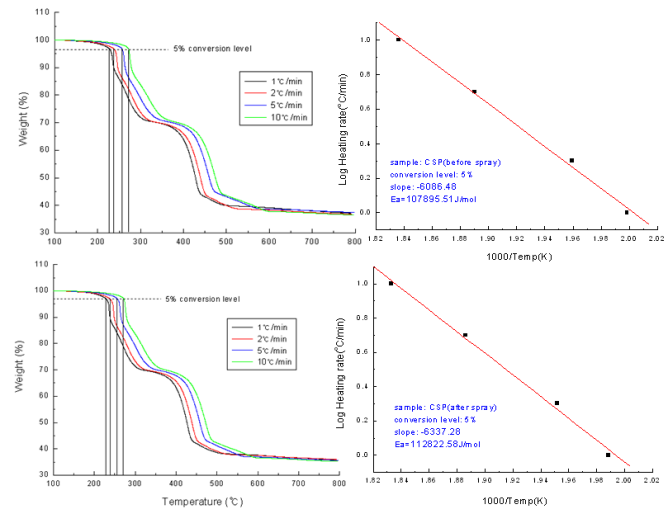 110
100
90
80
70
60
50
40
30
Weight (%)
5% conversion level
1℃/min
2℃/min
5℃/min
10℃/min
100 200 300 400 500 600 700 800
1.0
0.8
0.6
0.4
0.2
0.0
Log Heating rate(°C/min)
sample: CSP(before spray)
conversion level: 5%
slope: -6086.48
Ea=107895.51J/mol
1.82 1.84 1.86 1.88 1.90 1.92 1.94 1.96 1.98 2.00 2.02
1000/Temp(K)
110
100
90
80
70
60
50
40
30
Weight (%)
5% conversion level
1℃/min
2℃/min
5℃/min
10℃/min
100 200 300 400 500 600 700 800
Temperature (℃)
1.0
0.8
0.6
0.4
0.2
0.0
Log Heating rate(°C/min)
sample: CSP(after spray)
conversion level: 5%
slope: -6337.28
Ea=112822.58J/mol
1.82 1.84 1.86 1.88 1.90 1.92 1.94 1.96 1.98 2.00 2.02
1000/Temp(K)